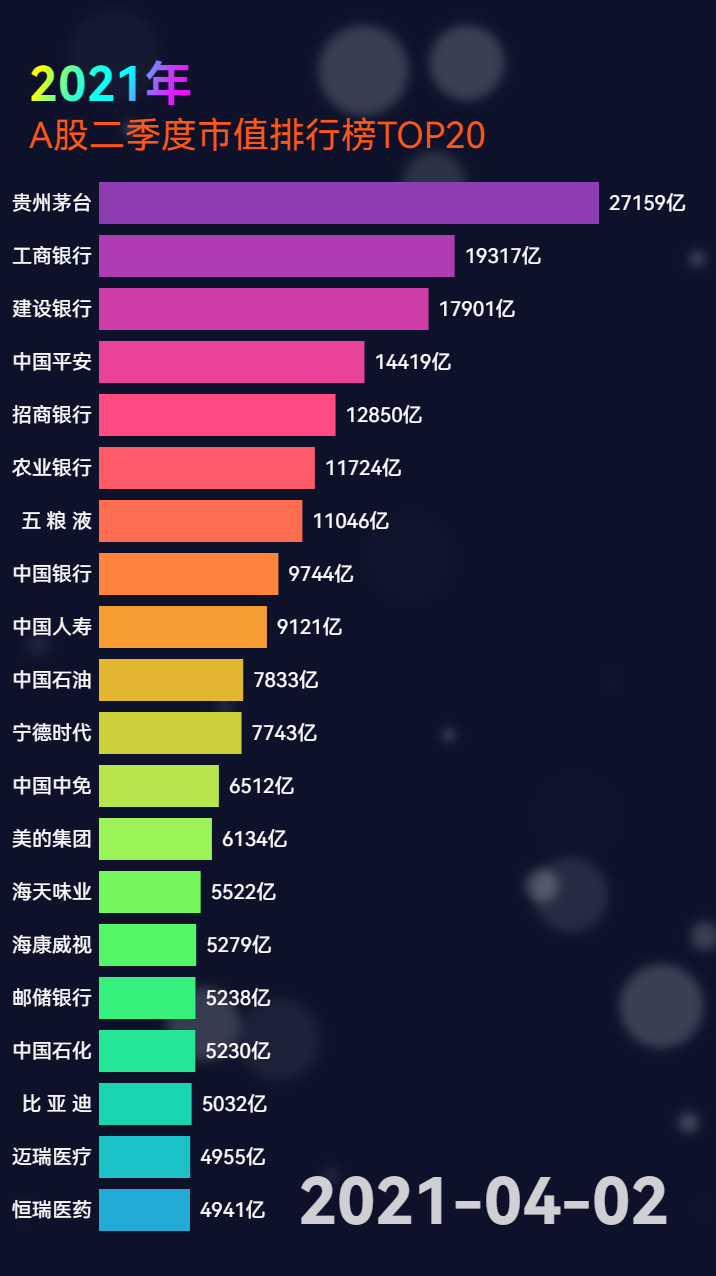 2021年
A股二季度市值排行榜TOP20
贵州茅台 27159亿
工商银行 19317亿
建设银行 17901亿
中国平安 14419亿
招商银行 12850亿
农业银行 11724亿
五粮液 11046亿
中国银行 9744亿
中国人寿 9121亿
中国石油 7833亿
宁德时代 7743亿
中国中免 6512亿
美的集团 6134亿
海天味业 5522亿
海康威视 5279亿
邮储银行 5238亿
中国石化 5230亿
比亚迪 5032亿
迈瑞医疗 4955亿
恒瑞医药 4941亿
2021-04-02